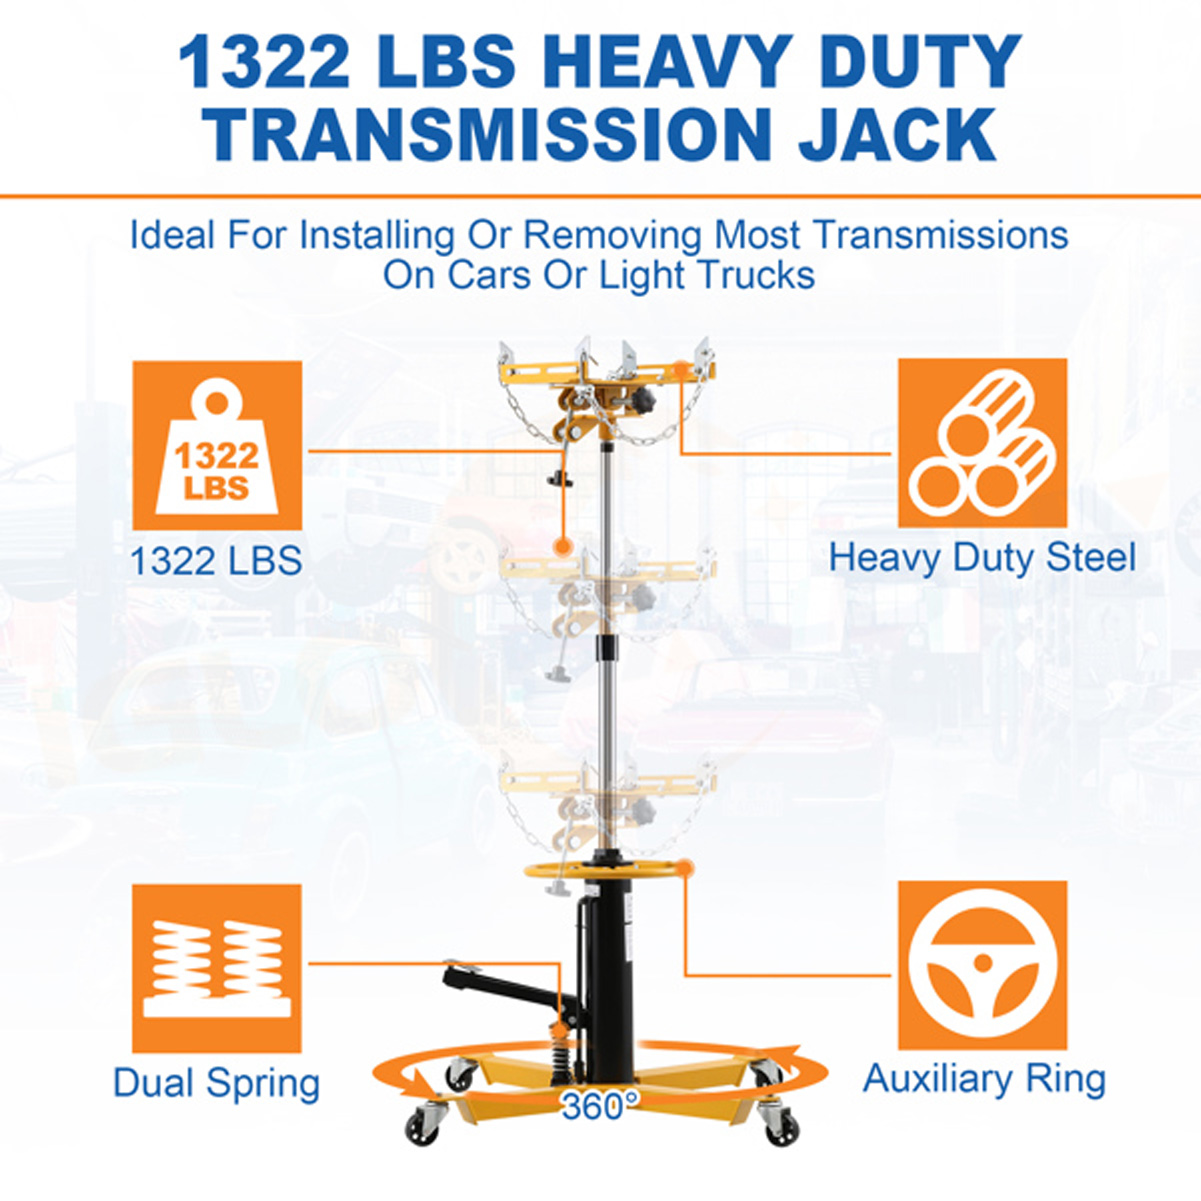 1322 LBS HEAVY DUTY
TRANSMISSION JACK
Ideal For Installing Or Removing Most Transmissions
On Cars Or Light Trucks
1322
LBS
1322 LBS
Heavy Duty Steel
Dual Spring
360°
Auxiliary Ring